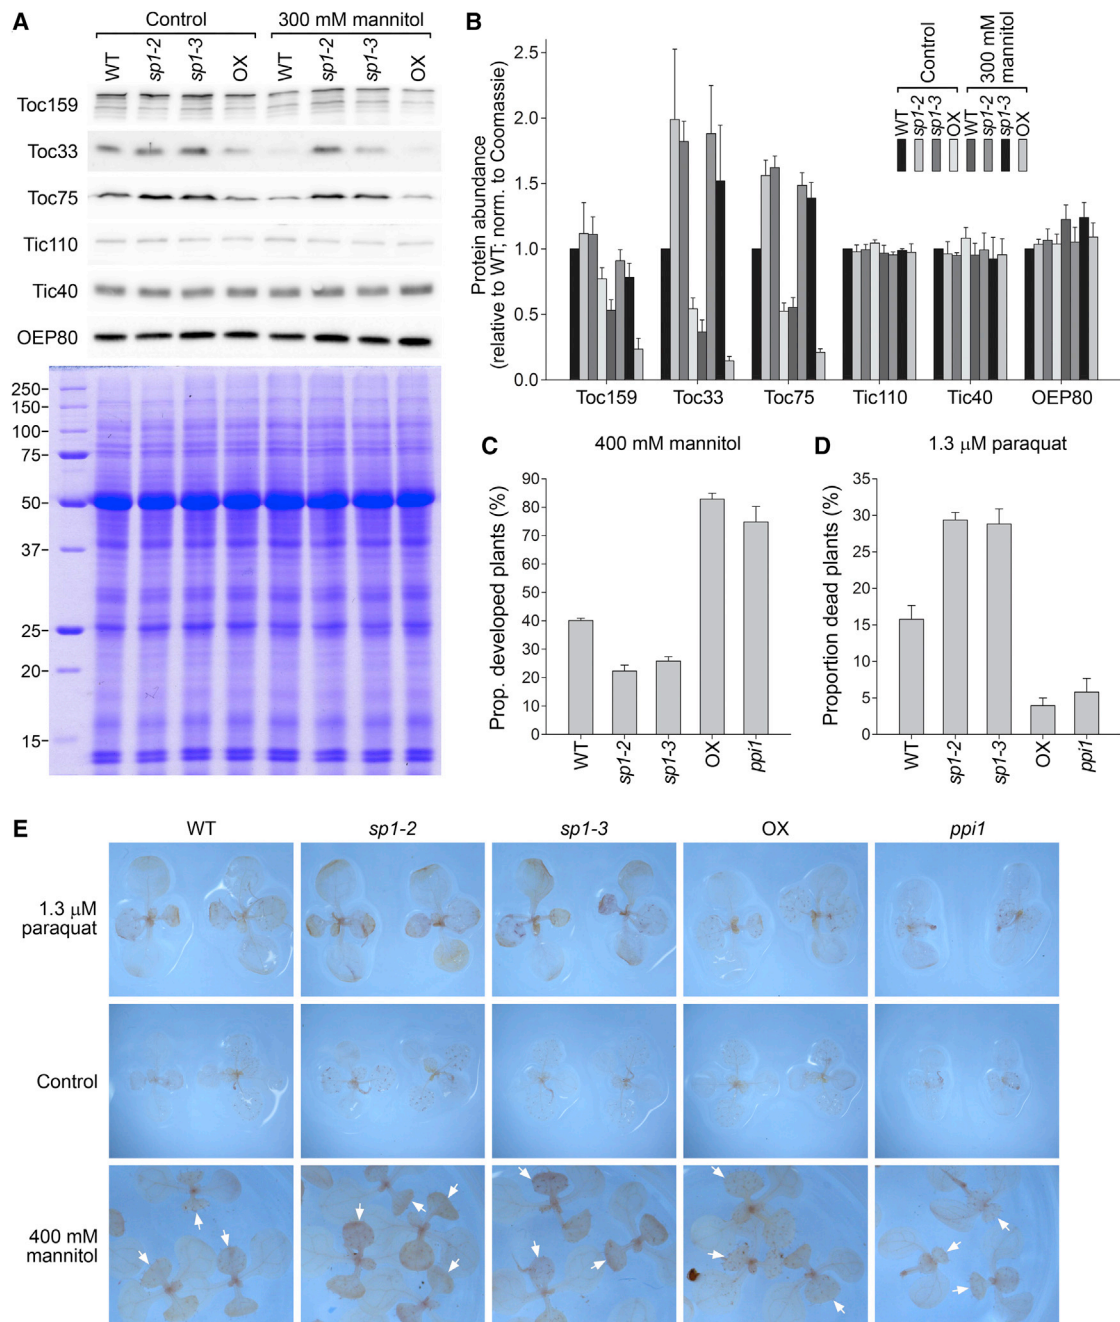 A
Control
300 mM mannitol
WT
sp1-2
sp1-3
OX
WT
sp1-2
sp1-3
OX
Toc159
Toc33
Toc75
Tic110
Tic40
OEP80
250
150
100
75
50
37
25
20
15
B
Protein abundance
(relative to WT; norm. to Coomassie)
2.5
2.0
1.5
1.0
0.5
0.0
Toc159
Toc33
Toc75
Tic110
Tic40
OEP80
Control
300 mM
mannitol
WT
sp1-2
sp1-3
OX
WT
sp1-2
sp1-3
OX
C
400 mM mannitol
Prop. developed plants (%)
90
80
70
60
50
40
30
20
10
0
WT
sp1-2
sp1-3
OX
ppi1
D
1.3 μM paraquat
Proportion dead plants (%)
35
30
25
20
15
10
5
0
WT
sp1-2
sp1-3
OX
ppi1
E
WT
sp1-2
sp1-3
OX
ppi1
1.3 μM
paraquat
Control
400 mM
mannitol